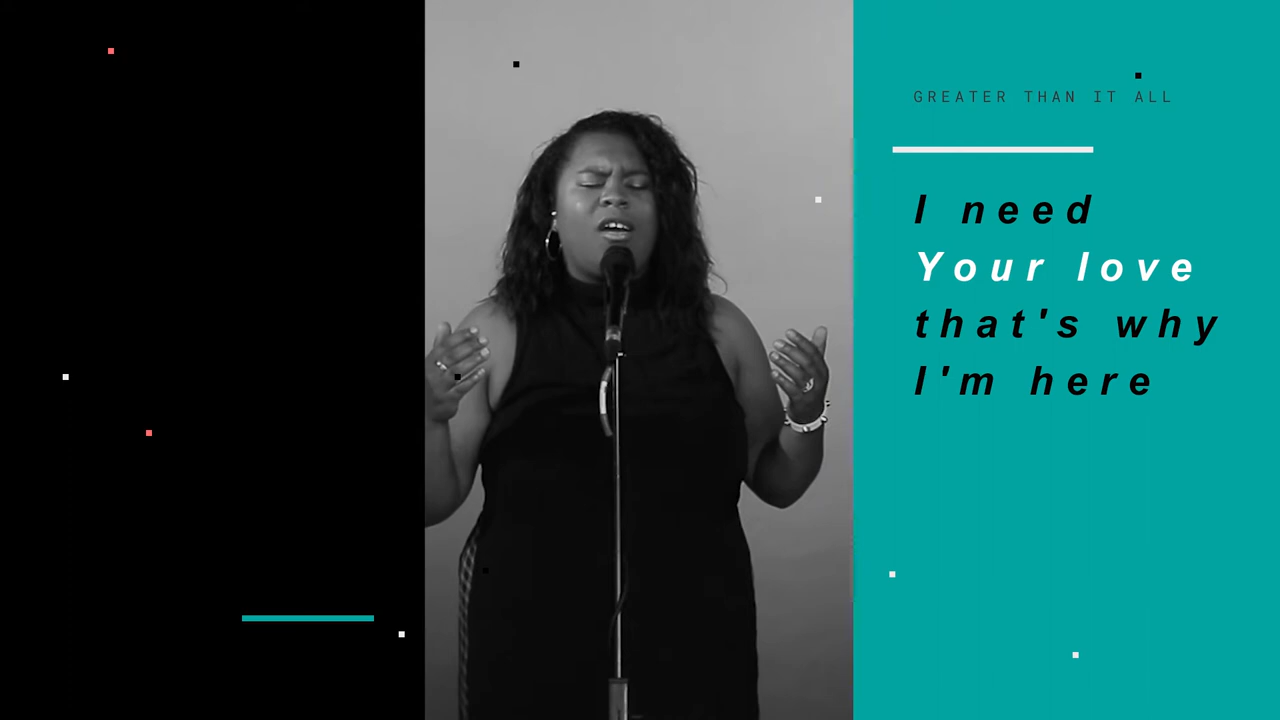 GREATER THAN IT ALL
I need
Your love
that's why
I'm here